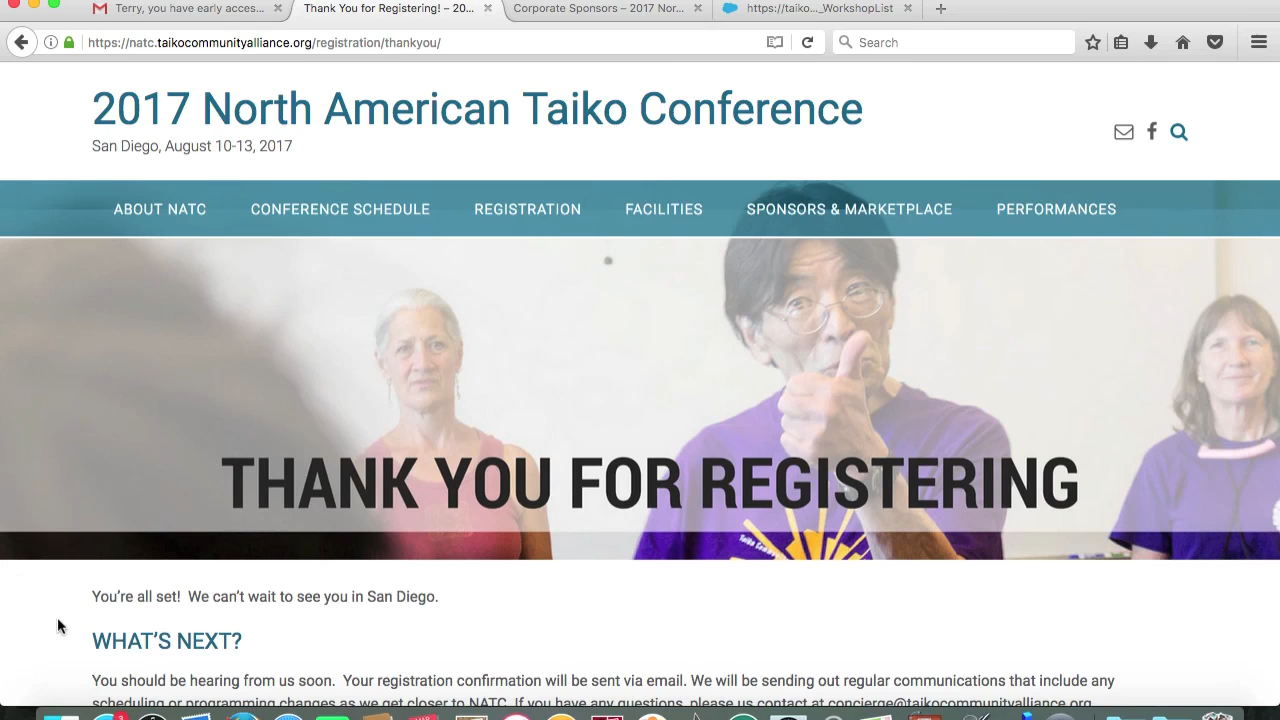 Terry, you have early acces...
Thank You for Registering! – 20...
Corporate Sponsors – 2017 Nor...
https://taiko..._WorkshopList
https://natc.taikocommunityalliance.org/registration/thankyou/
Search
2017 North American Taiko Conference
San Diego, August 10-13, 2017
ABOUT NATC
CONFERENCE SCHEDULE
REGISTRATION
FACILITIES
SPONSORS & MARKETPLACE
PERFORMANCES
THANK YOU FOR REGISTERING
Taiko Com
You’re all set!  We can’t wait to see you in San Diego.
WHAT’S NEXT?
You should be hearing from us soon.  Your registration confirmation will be sent via email. We will be sending out regular communications that include any
scheduling or programming changes as we get closer to NATC. If you have any questions, please us contact at concierge@taikocommunityalliance.org
3